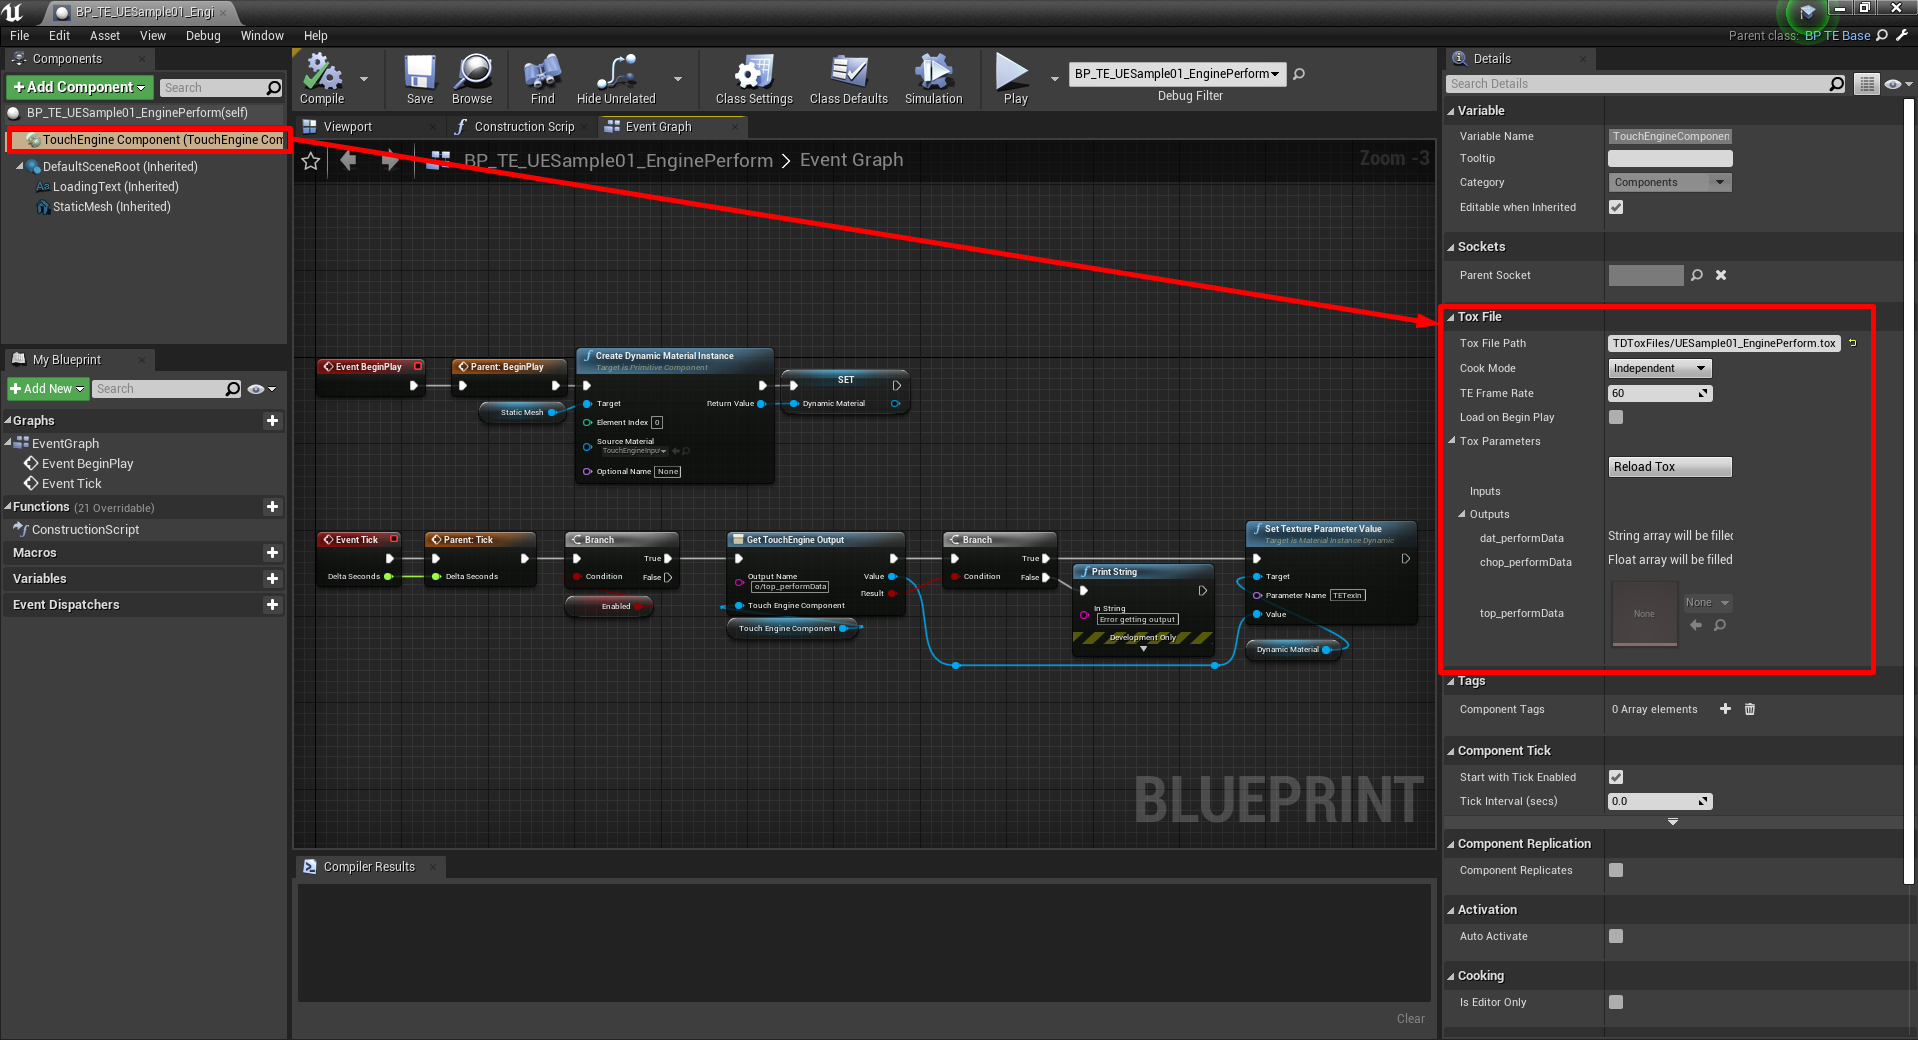 BP_TE_UESample01_Engi
File Edit Asset View Debug Window Help
Parent class: BP TE Base
Components
+Add Component
Search
BP_TE_UESample01_EnginePerform(self)
TouchEngine Component (TouchEngine Con
DefaultSceneRoot (Inherited)
LoadingText (Inherited)
StaticMesh (Inherited)
My Blueprint
+Add New
Search
Graphs
EventGraph
Event BeginPlay
Event Tick
Functions (21 Overridable)
ConstructionScript
Macros
Variables
Event Dispatchers
Compile
Save
Browse
Find
Hide Unrelated
Class Settings
Class Defaults
Simulation
Play
BP_TE_UESample01_EnginePerform
Debug Filter
Viewport
Construction Scrip
Event Graph
BP_TE_UESample01_EnginePerform > Event Graph
Zoom -3
Event BeginPlay
Parent: BeginPlay
Static Mesh
Create Dynamic Material Instance
Target is Primitive Component
Target
Return Value
Element Index 0
Source Material
TouchEngineInpu
Optional Name None
SET
Dynamic Material
Event Tick
Delta Seconds
Parent: Tick
Delta Seconds
Branch
True
Condition
False
Enabled
Get TouchEngine Output
Output Name
o/top_performData
Value
Result
Touch Engine Component
Touch Engine Component
Branch
True
Condition
False
Print String
In String
Error getting output
Development Only
Set Texture Parameter Value
Target is Material Instance Dynamic
Target
Parameter Name TETexIn
Value
Dynamic Material
BLUEPRINT
Compiler Results
Clear
Details
Search Details
Variable
Variable Name TouchEngineComponen
Tooltip
Category Components
Editable when Inherited
Sockets
Parent Socket
Tox File
Tox File Path TDToxFiles/UESample01_EnginePerform.tox
Cook Mode Independent
TE Frame Rate 60
Load on Begin Play
Tox Parameters
Reload Tox
Inputs
Outputs
dat_performData String array will be filled
chop_performData Float array will be filled
top_performData None None
Tags
Component Tags 0 Array elements
Component Tick
Start with Tick Enabled
Tick Interval (secs) 0.0
Component Replication
Component Replicates
Activation
Auto Activate
Cooking
Is Editor Only